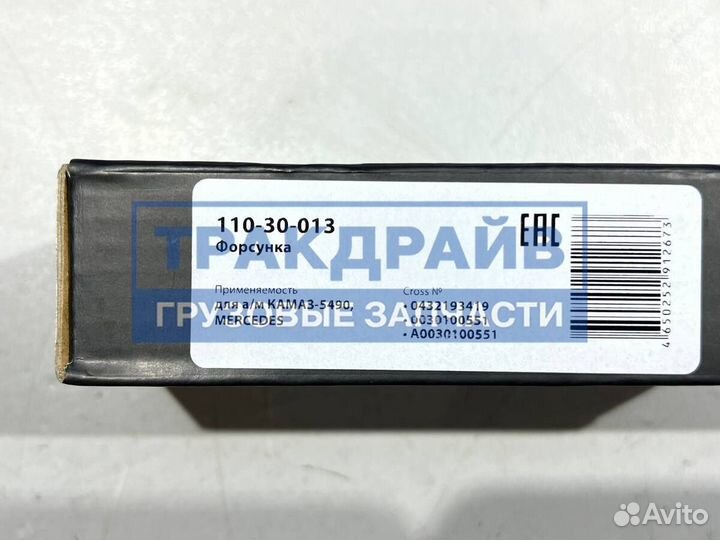 110-30-013
Форсунка
EAC
ТРАКДРАЙВ
Применяемость
для а/м КАМАЗ-5490,
MERCEDES
Cross №
• 0432193419
• 0030100551
• A0030100551
ГРУЗОВЫЕ ЗАПЧАСТИ
4650252912673
Avito